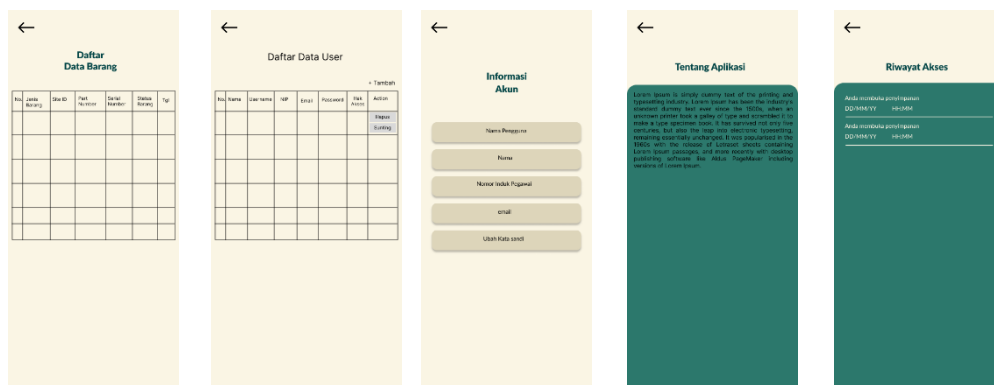 Daftar
Data Barang
No.
Jenis
Barang
Site ID
Part
Number
Serial
Number
Status
Barang
Tgl
Daftar Data User
+ Tambah
No.
Nama
Username
NIP
Email
Password
Hak
Akses
Action
Hapus
Sunting
Informasi
Akun
Nama Pengguna
Nama
Nomor Induk Pegawai
email
Ubah Kata sandi
Tentang Aplikasi
Lorem Ipsum is simply dummy text of the printing and
typesetting industry. Lorem Ipsum has been the industry's
standard dummy text ever since the 1500s, when an
unknown printer took a galley of type and scrambled it to
make a type specimen book. It has survived not only five
centuries, but also the leap into electronic typesetting,
remaining essentially unchanged. It was popularised in the
1960s with the release of Letraset sheets containing
Lorem Ipsum passages, and more recently with desktop
publishing software like Aldus PageMaker including
versions of Lorem Ipsum.
Riwayat Akses
Anda membuka penyimpanan
DD/MM/YY HH:MM
Anda membuka penyimpanan
DD/MM/YY HH:MM